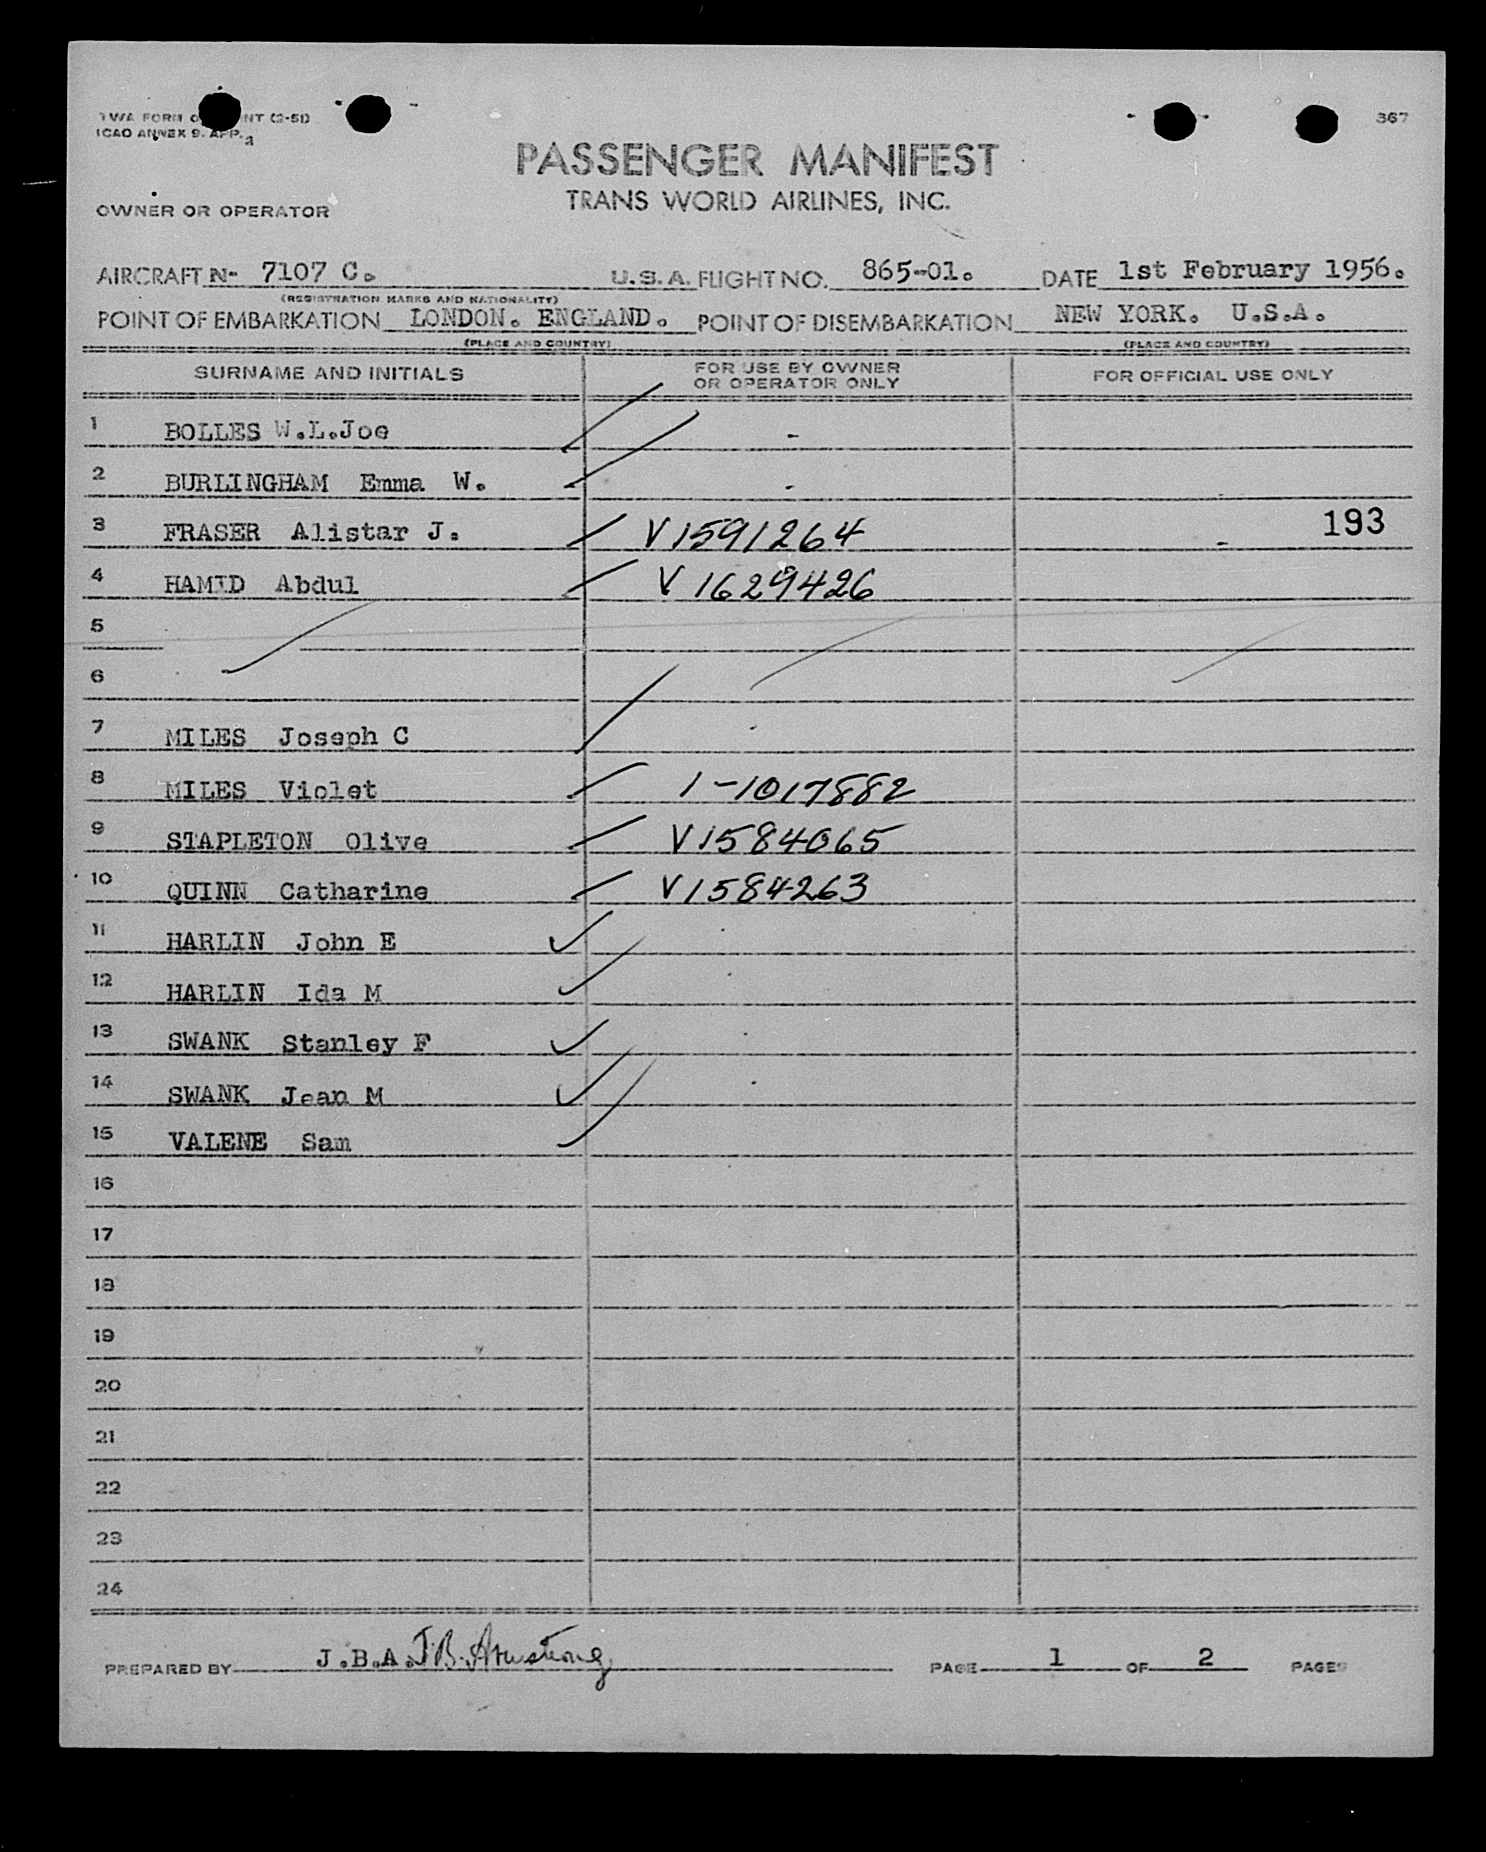 TWA FORM O INT (2-51) 367
ICAO ANNEX 9. APP. 3
PASSENGER MANIFEST
TRANS WORLD AIRLINES, INC.
OWNER OR OPERATOR
AIRCRAFT N- 7107 C. U.S.A. FLIGHT NO. 865-01. DATE 1st February 1956.
(REGISTRATION MARKS AND NATIONALITY)
POINT OF EMBARKATION LONDON. ENGLAND. POINT OF DISEMBARKATION NEW YORK. U.S.A.
(PLACE AND COUNTRY) (PLACE AND COUNTRY)
SURNAME AND INITIALS FOR USE BY OWNER OR OPERATOR ONLY FOR OFFICIAL USE ONLY
1 BOLLES W.L.Joe -
2 BURLINGHAM Emma W. -
3 FRASER Alistar J. V1591264 - 193
4 HAMID Abdul V 1629426
5
6
7 MILES Joseph C
8 MILES Violet 1-1017882
9 STAPLETON Olive V1584065
10 QUINN Catharine V1584263
11 HARLIN John E
12 HARLIN Ida M
13 SWANK Stanley F
14 SWANK Jean M
15 VALENE Sam
16
17
18
19
20
21
22
23
24
PREPARED BY J.B.A. J.B. Armstrong PAGE 1 OF 2 PAGES